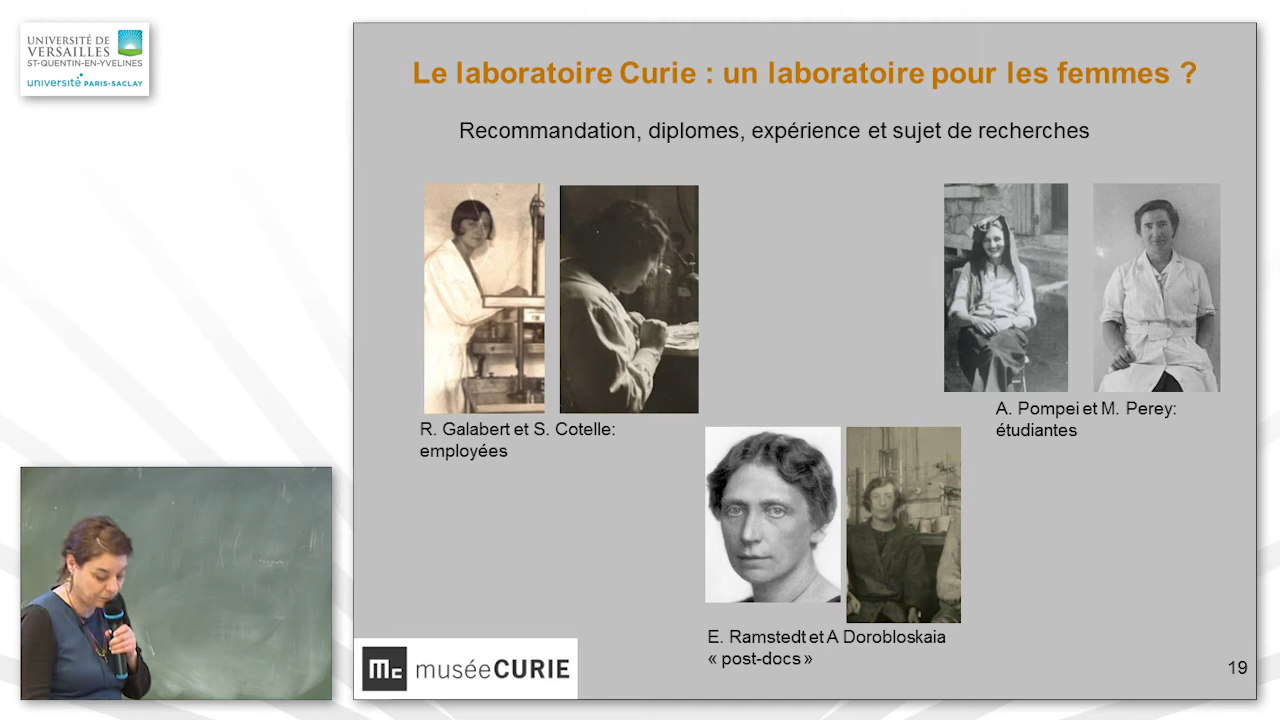 UNIVERSITÉ DE
VERSAILLES
ST-QUENTIN-EN-YVELINES
université PARIS-SACLAY
Le laboratoire Curie : un laboratoire pour les femmes ?
Recommandation, diplomes, expérience et sujet de recherches
R. Galabert et S. Cotelle:
employées
A. Pompei et M. Perey:
étudiantes
E. Ramstedt et A Dorobloskaia
« post-docs »
Mc muséeCURIE
19